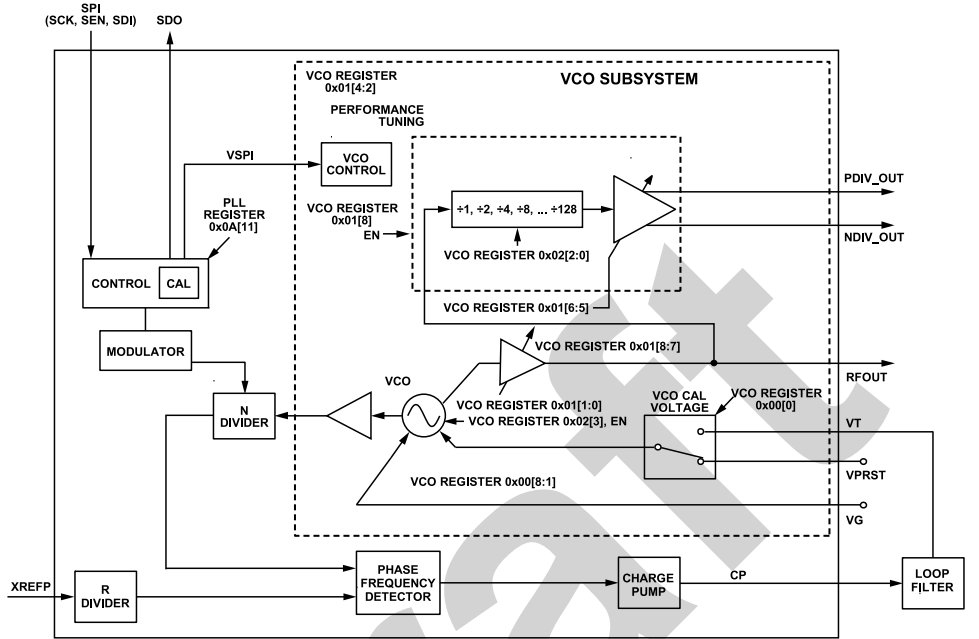 SPI
(SCK, SEN, SDI)
SDO
VCO REGISTER
0x01[4:2]
VCO SUBSYSTEM
PERFORMANCE
TUNING
VSPI
VCO
CONTROL
PLL
REGISTER
0x0A[11]
VCO REGISTER
0x01[8]
EN
÷1, ÷2, ÷4, ÷8, ... ÷128
PDIV_OUT
NDIV_OUT
VCO REGISTER 0x02[2:0]
CONTROL
CAL
VCO REGISTER 0x01[6:5]
MODULATOR
VCO REGISTER 0x01[8:7]
RFOUT
VCO
VCO CAL
VOLTAGE
VCO REGISTER
0x00[0]
N
DIVIDER
VCO REGISTER 0x01[1:0]
VCO REGISTER 0x02[3], EN
VT
VPRST
VCO REGISTER 0x00[8:1]
VG
XREFP
R
DIVIDER
PHASE
FREQUENCY
DETECTOR
CHARGE
PUMP
CP
LOOP
FILTER
raft